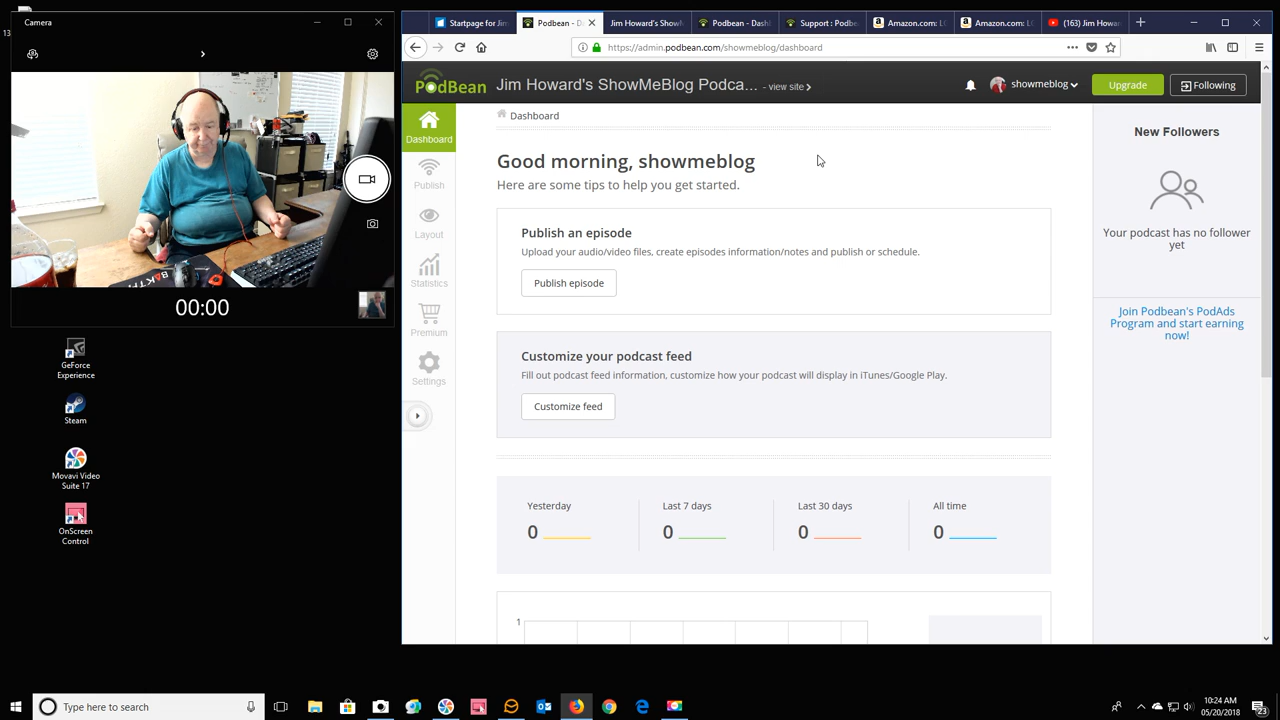 Camera
13
00:00
GeForce
Experience
Steam
Movavi Video
Suite 17
OnScreen
Control
Startpage for Jim
Podbean - D
Jim Howard's ShowM
Podbean - Dash
Support : Podbe
Amazon.com: L
Amazon.com: L
(163) Jim Howar
https://admin.podbean.com/showmeblog/dashboard
PodBean
Jim Howard's ShowMeBlog Podc
view site
showmeblog
Upgrade
Following
Dashboard
Publish
Layout
Statistics
Premium
Settings
Dashboard
Good morning, showmeblog
Here are some tips to help you get started.
Publish an episode
Upload your audio/video files, create episodes information/notes and publish or schedule.
Publish episode
Customize your podcast feed
Fill out podcast feed information, customize how your podcast will display in iTunes/Google Play.
Customize feed
Yesterday
0
Last 7 days
0
Last 30 days
0
All time
0
1
New Followers
Your podcast has no follower
yet
Join Podbean's PodAds
Program and start earning
now!
Type here to search
10:24 AM
05/20/2018
23